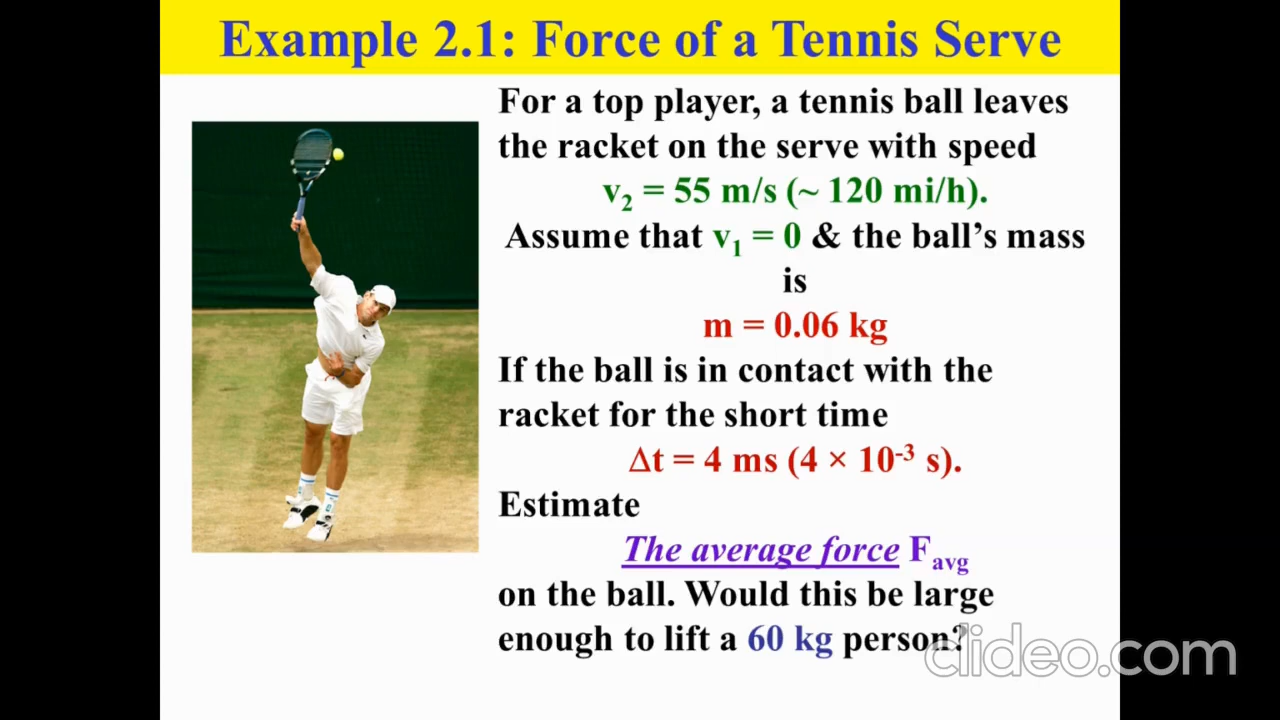 Example 2.1: Force of a Tennis Serve
For a top player, a tennis ball leaves
the racket on the serve with speed
v₂ = 55 m/s (~ 120 mi/h).
Assume that v₁ = 0 & the ball’s mass
is
m = 0.06 kg
If the ball is in contact with the
racket for the short time
Δt = 4 ms (4 × 10⁻³ s).
Estimate
The average force Favg
on the ball. Would this be large
enough to lift a 60 kg person?
clideo.com